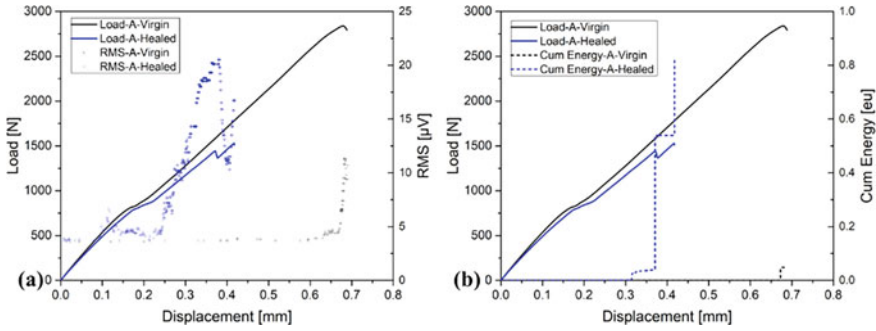 3000
2500
2000
1500
1000
500
0
Load [N]
Load-A-Virgin
Load-A-Healed
RMS-A-Virgin
RMS-A-Healed
25
20
15
10
5
0
RMS [μV]
(a)
0.0 0.1 0.2 0.3 0.4 0.5 0.6 0.7 0.8
Displacement [mm]
3000
2500
2000
1500
1000
500
0
Load [N]
Load-A-Virgin
Load-A-Healed
Cum Energy-A-Virgin
Cum Energy-A-Healed
1.0
0.8
0.6
0.4
0.2
0.0
Cum Energy [eu]
(b)
0.0 0.1 0.2 0.3 0.4 0.5 0.6 0.7 0.8
Displacement [mm]